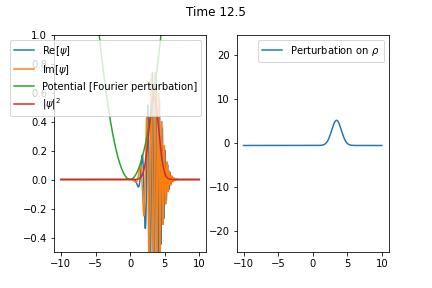 Time 12.5
Re[ψ]
Im[ψ]
Potential [Fourier perturbation]
|ψ|²
1.0
0.8
0.6
0.4
0.2
0.0
−0.2
−0.4
−10 −5 0 5 10
Perturbation on ρ
20
10
0
−10
−20
−10 −5 0 5 10